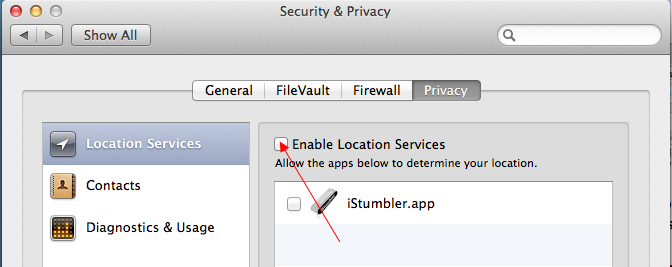 Security & Privacy
Show All
General FileVault Firewall Privacy
Location Services
Contacts
Diagnostics & Usage
Enable Location Services
Allow the apps below to determine your location.
iStumbler.app